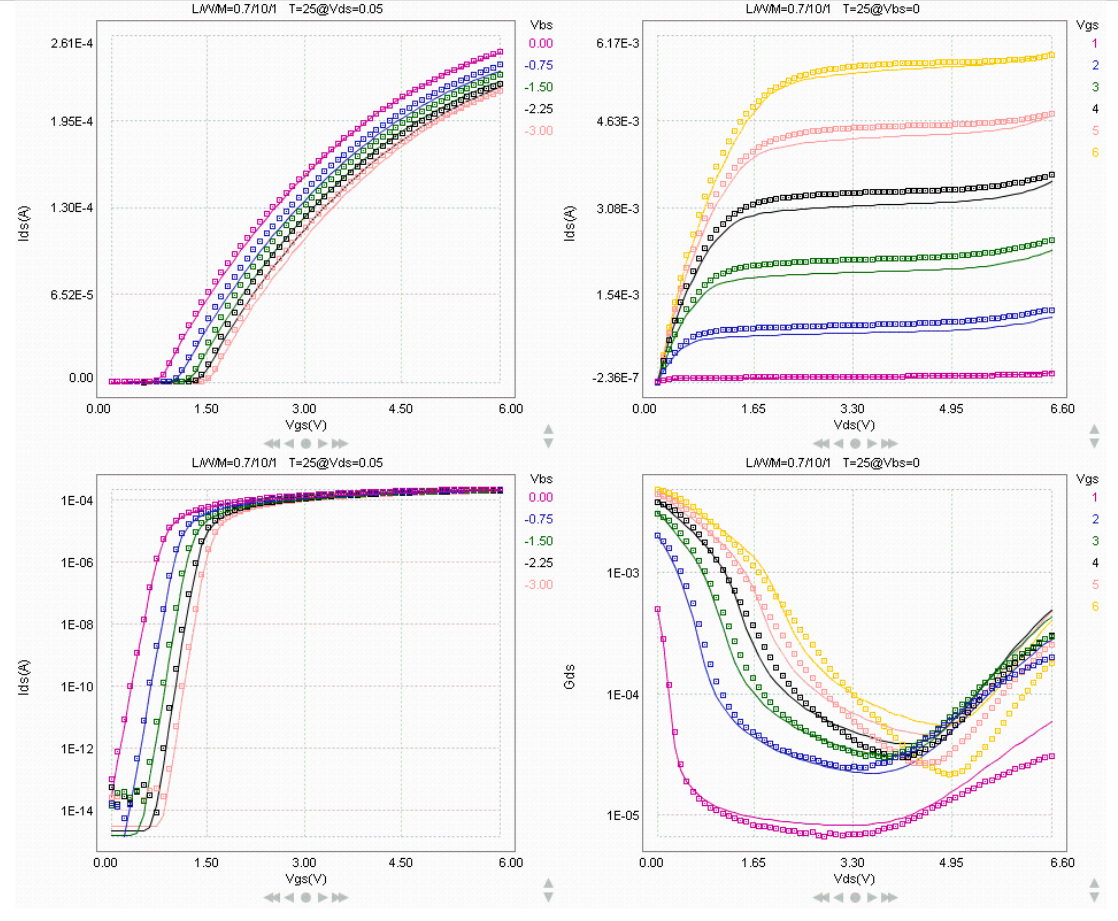 L/W/M=0.7/10/1 T=25@Vds=0.05
Vbs
2.61E-4
0.00
-0.75
-1.50
-2.25
-3.00
1.95E-4
1.30E-4
6.52E-5
0.00
Ids(A)
0.00 1.50 3.00 4.50 6.00
Vgs(V)
L/W/M=0.7/10/1 T=25@Vbs=0
Vgs
6.17E-3
1
2
3
4
5
6
4.63E-3
3.08E-3
1.54E-3
-2.36E-7
Ids(A)
0.00 1.65 3.30 4.95 6.60
Vds(V)
L/W/M=0.7/10/1 T=25@Vds=0.05
Vbs
0.00
-0.75
-1.50
-2.25
-3.00
1E-04
1E-06
1E-08
1E-10
1E-12
1E-14
Ids(A)
0.00 1.50 3.00 4.50 6.00
Vgs(V)
L/W/M=0.7/10/1 T=25@Vbs=0
Vgs
1
2
3
4
5
6
1E-03
1E-04
1E-05
Gds
0.00 1.65 3.30 4.95 6.60
Vds(V)